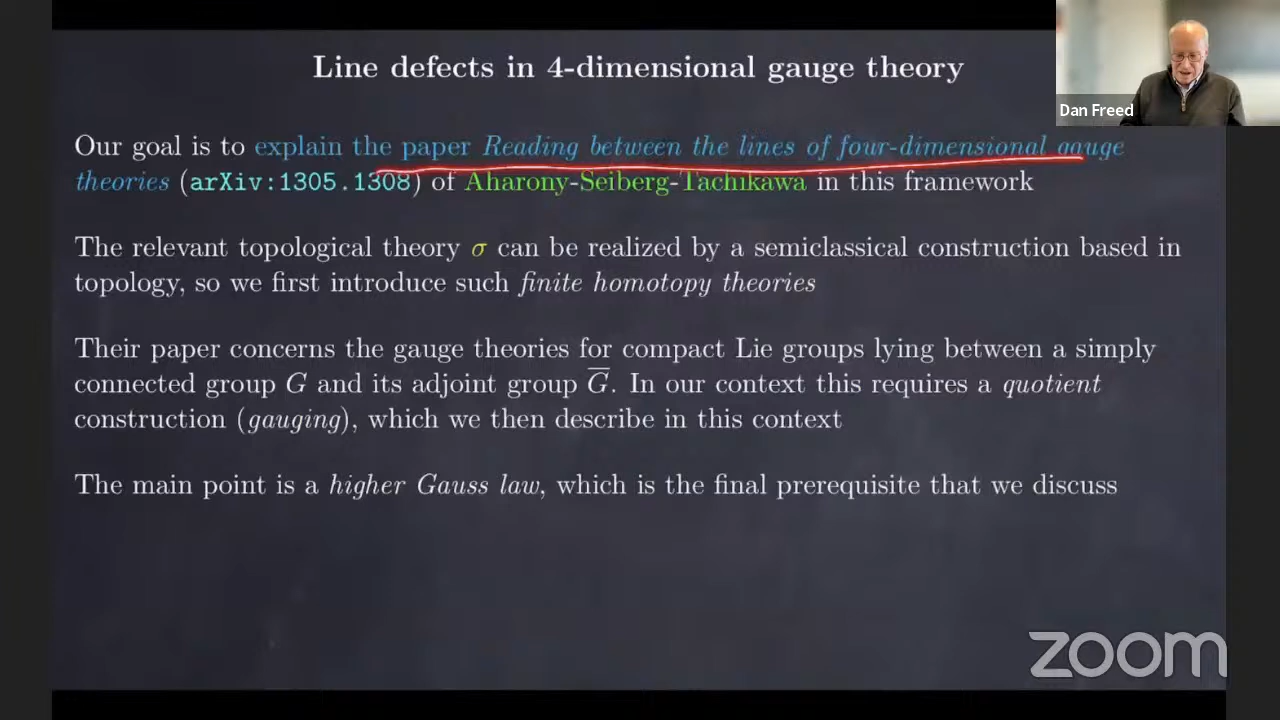 Line defects in 4-dimensional gauge theory
Dan Freed
Our goal is to explain the paper Reading between the lines of four-dimensional gauge
theories (arXiv:1305.1308) of Aharony-Seiberg-Tachikawa in this framework
The relevant topological theory σ can be realized by a semiclassical construction based in
topology, so we first introduce such finite homotopy theories
Their paper concerns the gauge theories for compact Lie groups lying between a simply
connected group G and its adjoint group G̅. In our context this requires a quotient
construction (gauging), which we then describe in this context
The main point is a higher Gauss law, which is the final prerequisite that we discuss
zoom